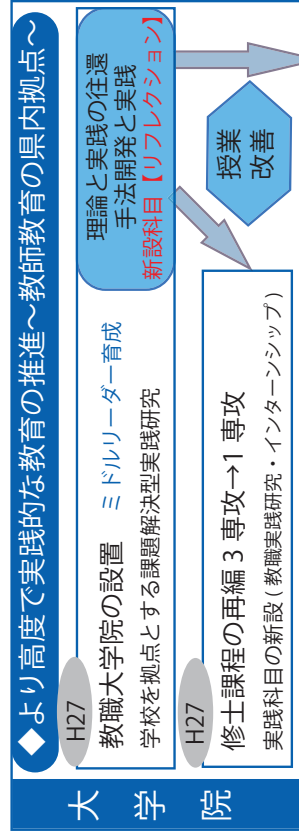 ◆より高度で実践的な教育の推進～教師教育の県内拠点～
大学院
H27
教職大学院の設置 ミドルリーダー育成
学校を拠点とする課題解決型実践研究
理論と実践の往還
手法開発と実践
新設科目【リフレクション】
H27
修士課程の再編3専攻→1専攻
実践科目の新設(教職実践研究・インターンシップ)
授業
改善